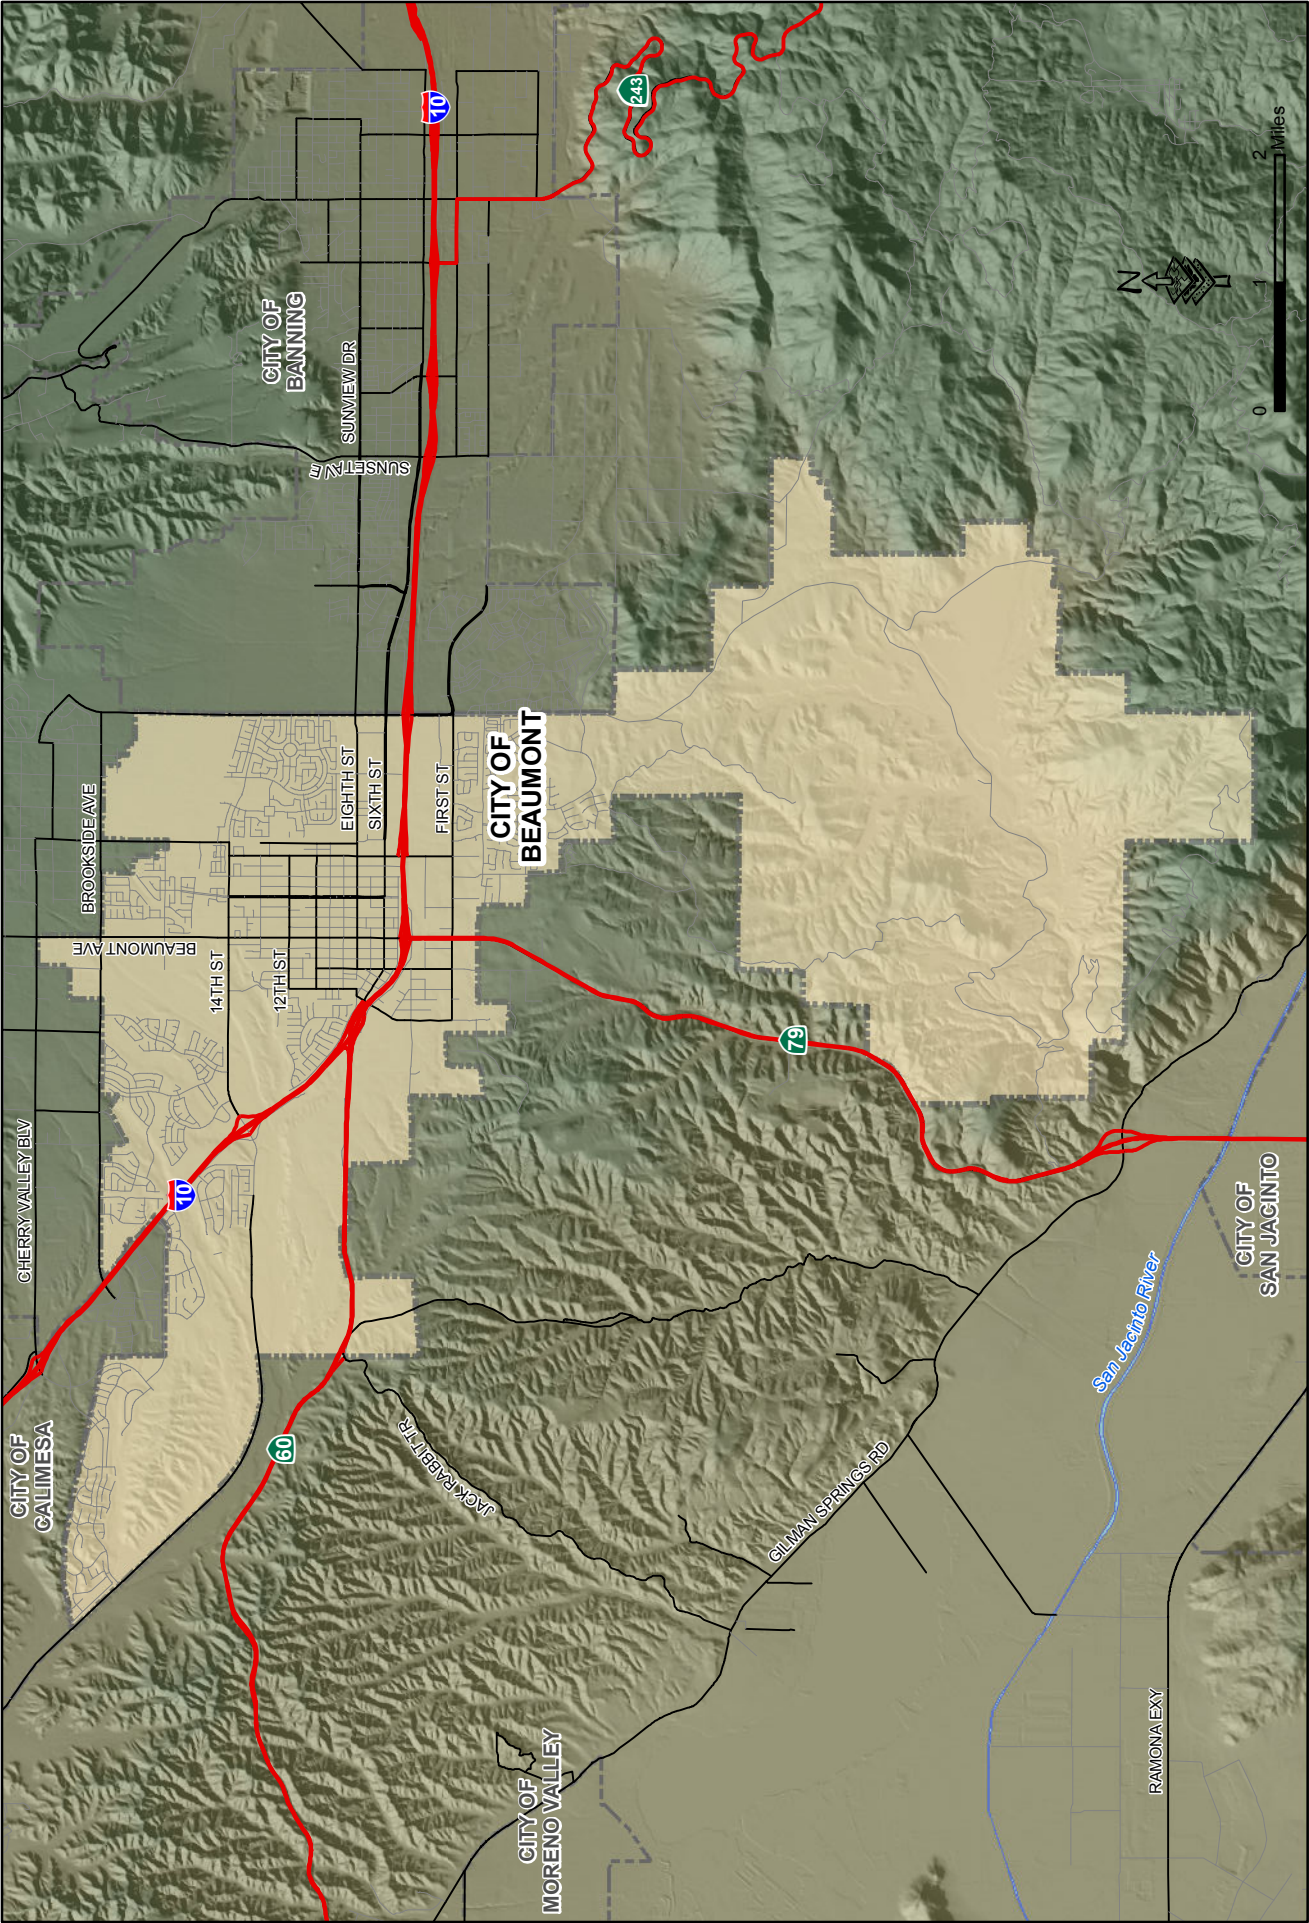 CITY OF
CALIMESA
CHERRY VALLEY BLV
10
BROOKSIDE AVE
BEAUMONT AVE
14TH ST
12TH ST
EIGHTH ST
SIXTH ST
FIRST ST
CITY OF
BEAUMONT
CITY OF
BANNING
SUNVIEW DR
SUNSET AVE
10
243
60
JACK RABBIT TR
GILMAN SPRINGS RD
79
CITY OF
MORENO VALLEY
San Jacinto River
CITY OF
SAN JACINTO
RAMONA EXY
N
0 1 2
Miles